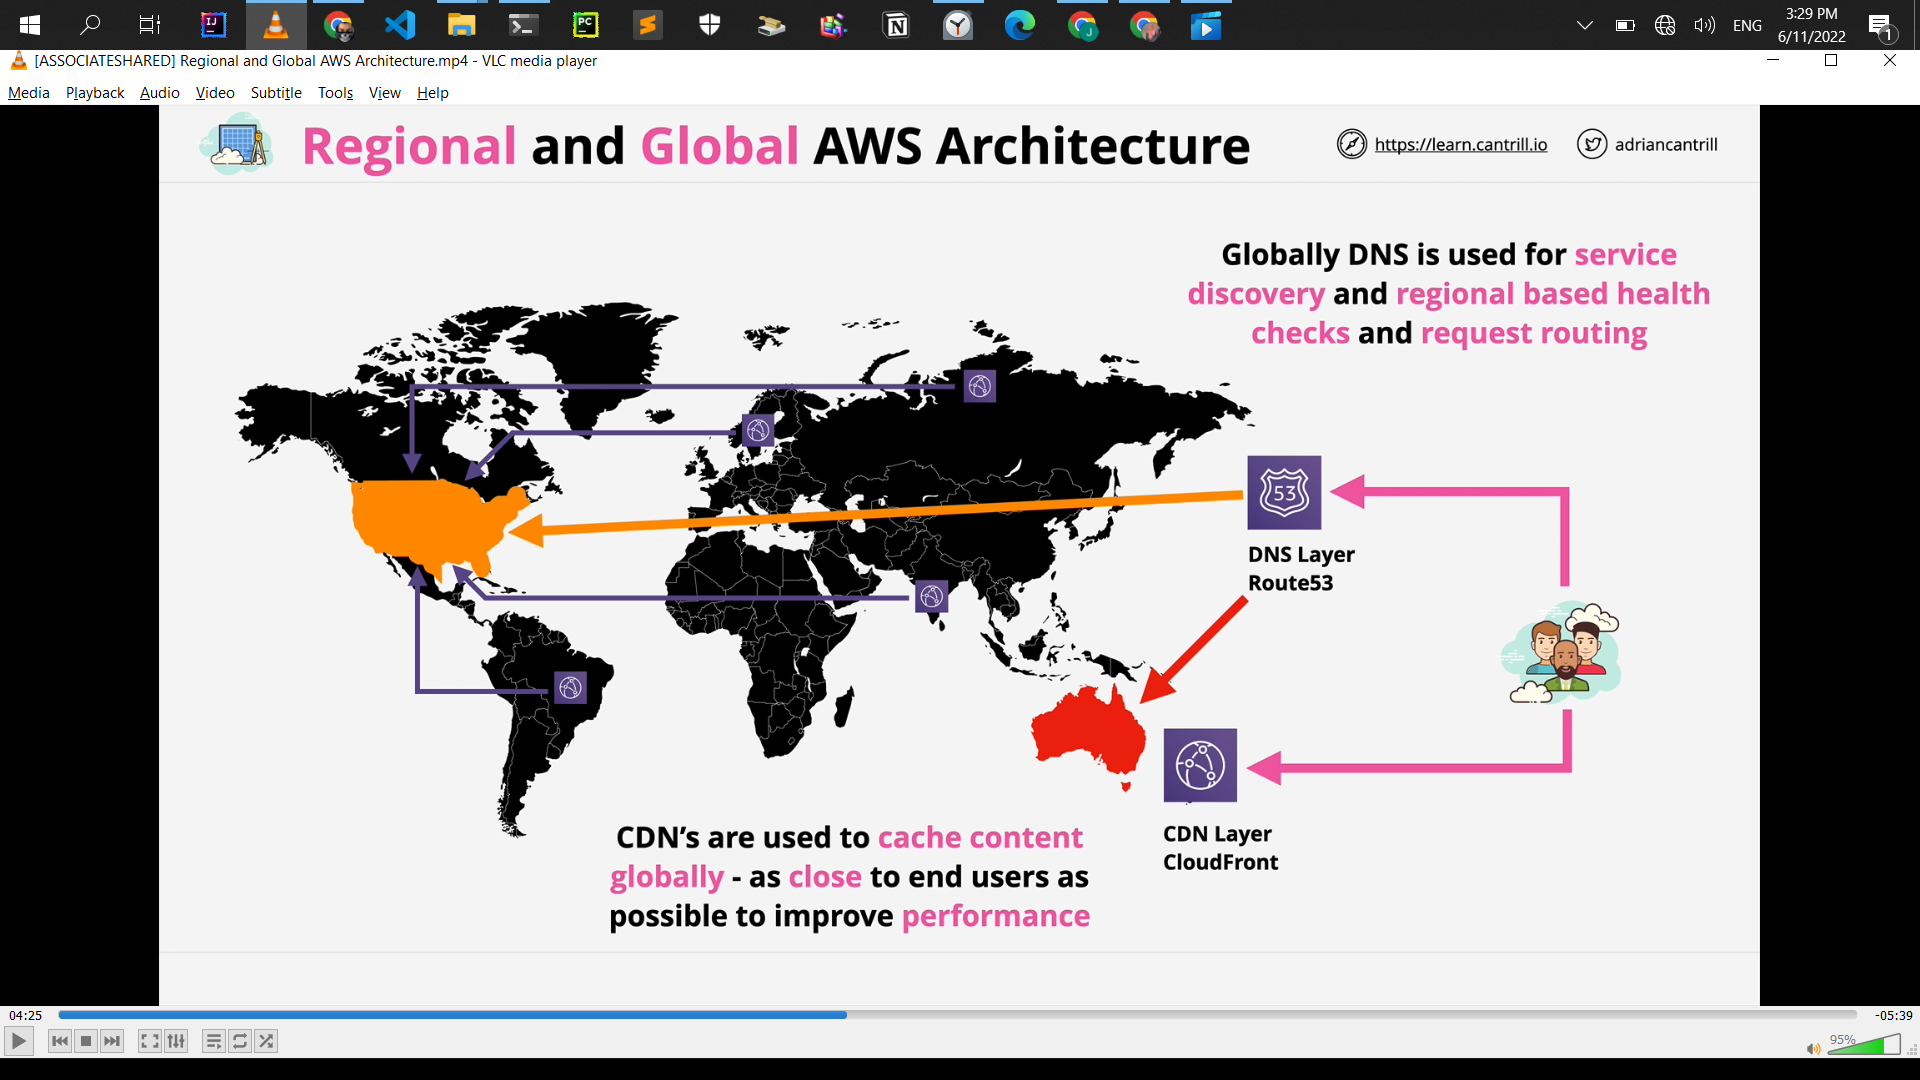 IJ
PC
N
J
ENG
3:29 PM
6/11/2022
1
[ASSOCIATESHARED] Regional and Global AWS Architecture.mp4 - VLC media player
Media Playback Audio Video Subtitle Tools View Help
Regional and Global AWS Architecture
https://learn.cantrill.io
adriancantrill
Globally DNS is used for service
discovery and regional based health
checks and request routing
53
DNS Layer
Route53
CDN Layer
CloudFront
CDN's are used to cache content
globally - as close to end users as
possible to improve performance
04:25
-05:39
95%